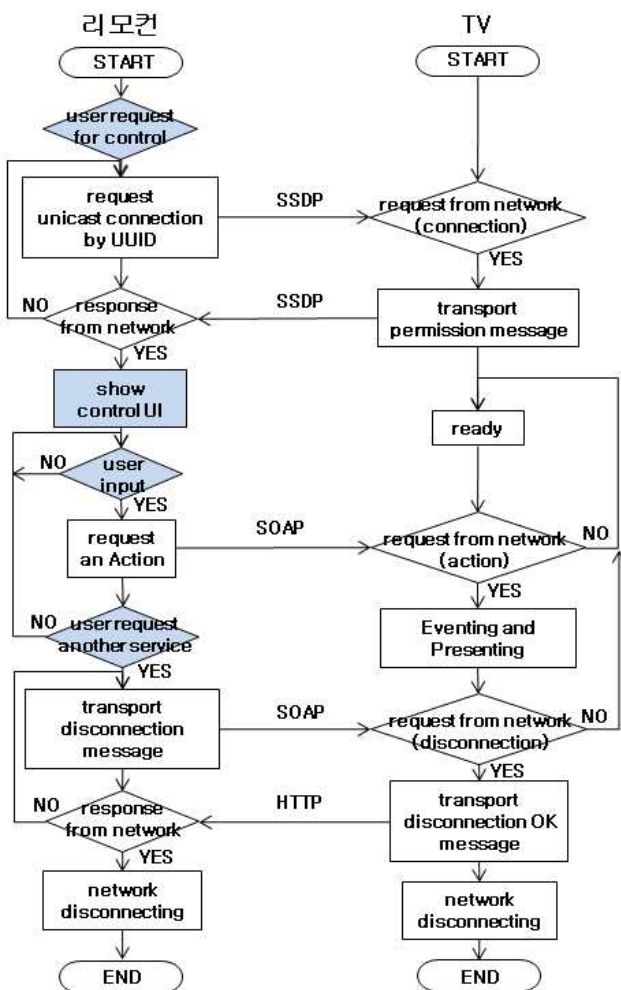 리모컨
TV
START
START
user request
for control
request
unicast connection
by UUID
SSDP
request from network
(connection)
YES
NO
response
from network
SSDP
transport
permission message
YES
show
control UI
ready
NO
user
input
YES
request
an Action
SOAP
request from network
(action)
NO
YES
NO
user request
another service
Eventing and
Presenting
YES
transport
disconnection
message
SOAP
request from network
(disconnection)
NO
YES
NO
response
from network
HTTP
transport
disconnection OK
message
YES
network
disconnecting
network
disconnecting
END
END